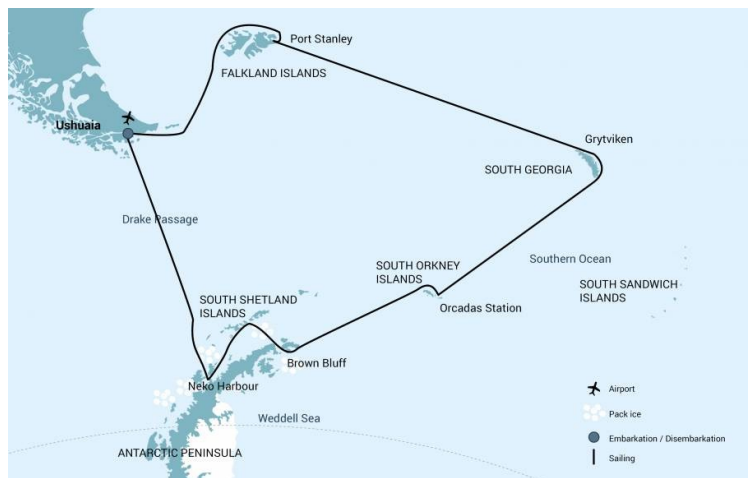 Port Stanley
FALKLAND ISLANDS
Ushuaia
Grytviken
SOUTH GEORGIA
Drake Passage
Southern Ocean
SOUTH ORKNEY
ISLANDS
SOUTH SANDWICH
ISLANDS
Orcadas Station
SOUTH SHETLAND
ISLANDS
Brown Bluff
Neko Harbour
Weddell Sea
ANTARCTIC PENINSULA
Airport
Pack ice
Embarkation / Disembarkation
Sailing